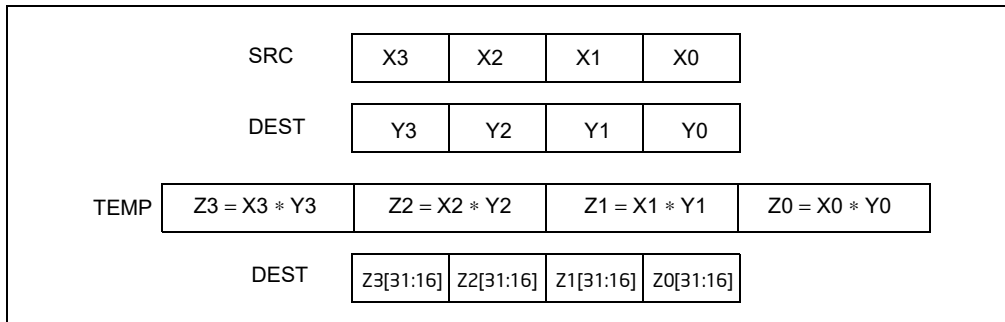 SRC X3 X2 X1 X0
DEST Y3 Y2 Y1 Y0
TEMP Z3 = X3 ∗ Y3 Z2 = X2 ∗ Y2 Z1 = X1 ∗ Y1 Z0 = X0 ∗ Y0
DEST Z3[31:16] Z2[31:16] Z1[31:16] Z0[31:16]